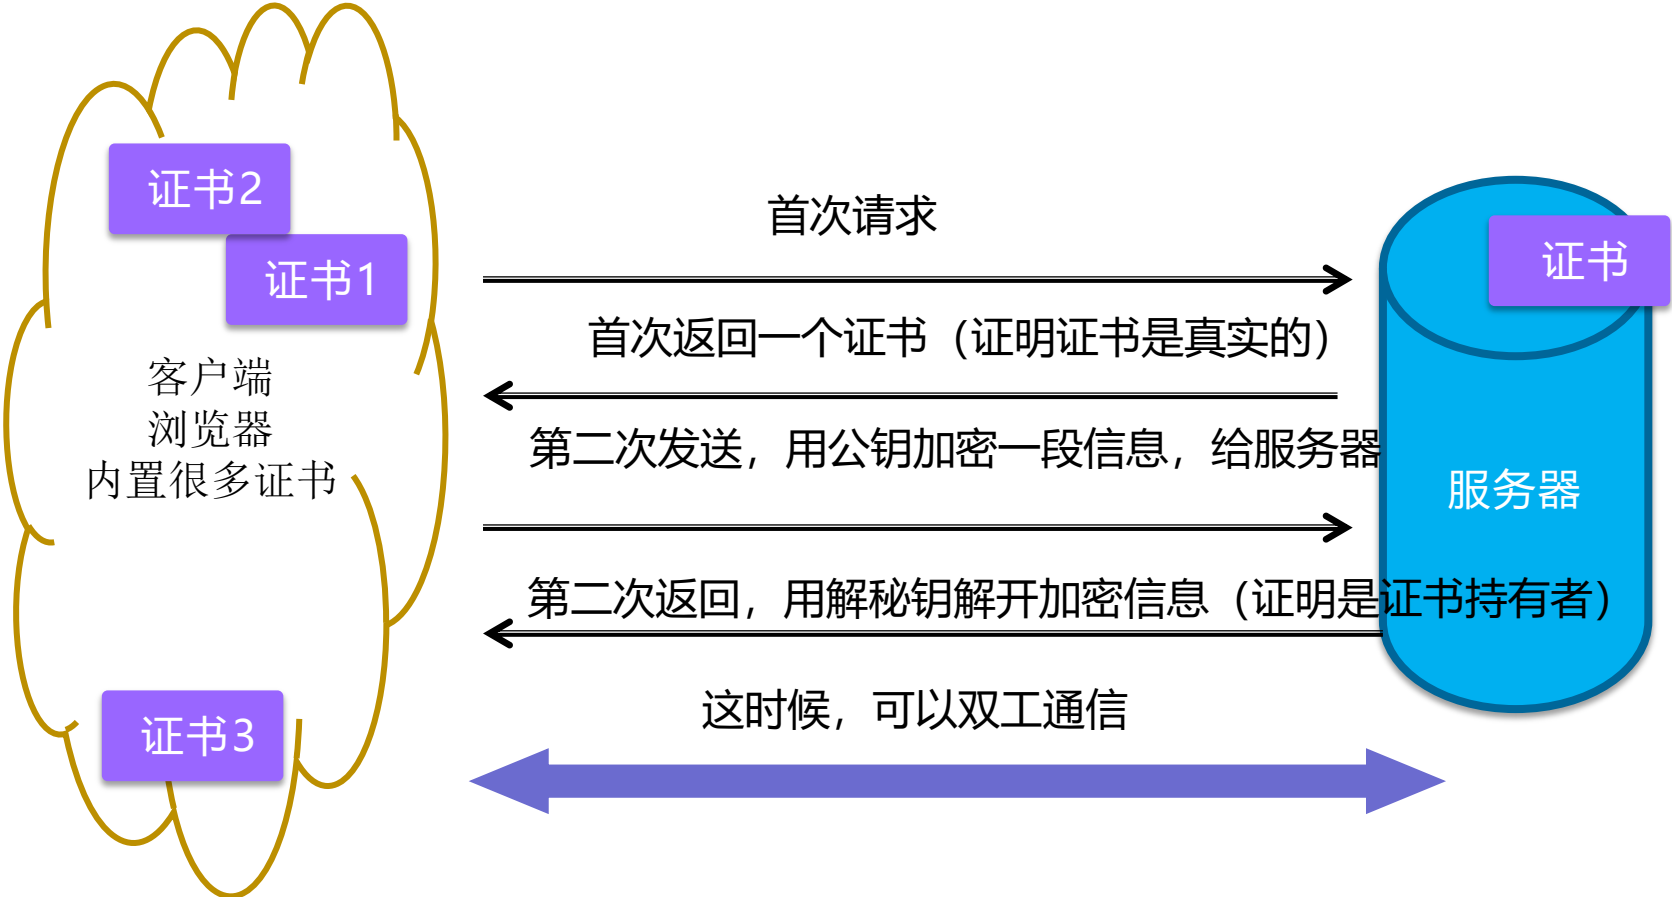 证书2
证书1
客户端
浏览器
内置很多证书
证书3
首次请求
首次返回一个证书（证明证书是真实的）
第二次发送，用公钥加密一段信息，给服务器
第二次返回，用解秘钥解开加密信息（证明是证书持有者）
这时候，可以双工通信
证书
服务器